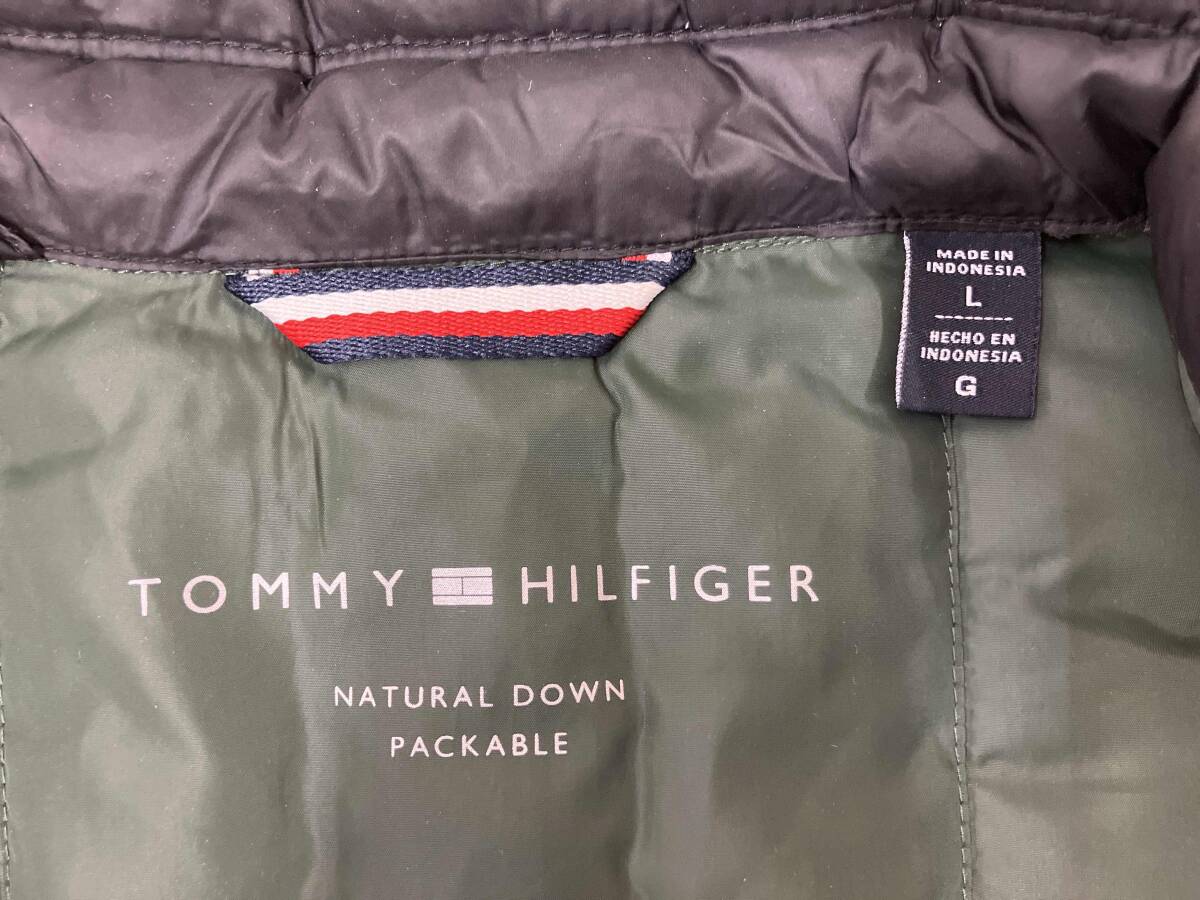 MADE IN
INDONESIA
L
HECHO EN
INDONESIA
G
TOMMY HILFIGER
NATURAL DOWN
PACKABLE